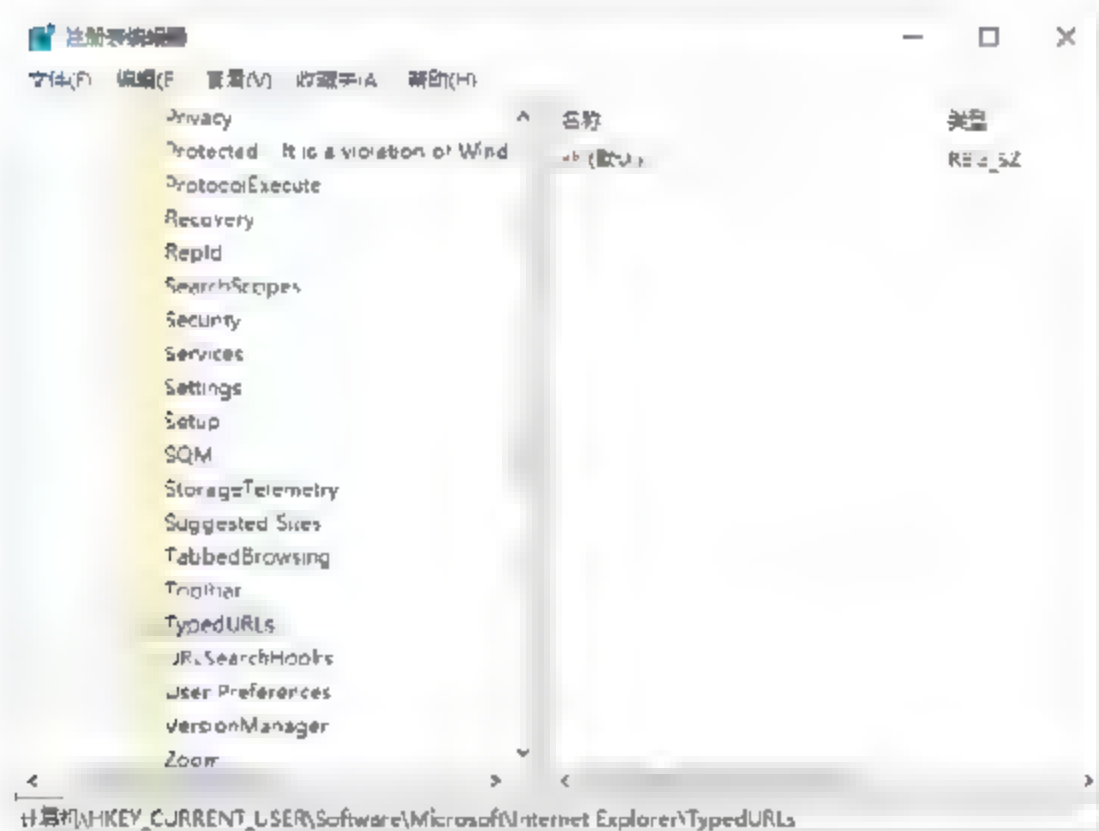 注册表编辑器
文件(F) 编辑(E 查看(V) 收藏夹(A 帮助(H)
名称 类型
Privacy
Protected - It is a violation of Wind
(默认) REG_SZ
ProtocolExecute
Recovery
RepId
SearchScopes
Security
Services
Settings
Setup
SQM
StorageTelemetry
Suggested Sites
TabbedBrowsing
Toolbar
TypedURLs
URLSearchHooks
User Preferences
VersionManager
Zoom
计算机\HKEY_CURRENT_USER\Software\Microsoft\Internet Explorer\TypedURLs